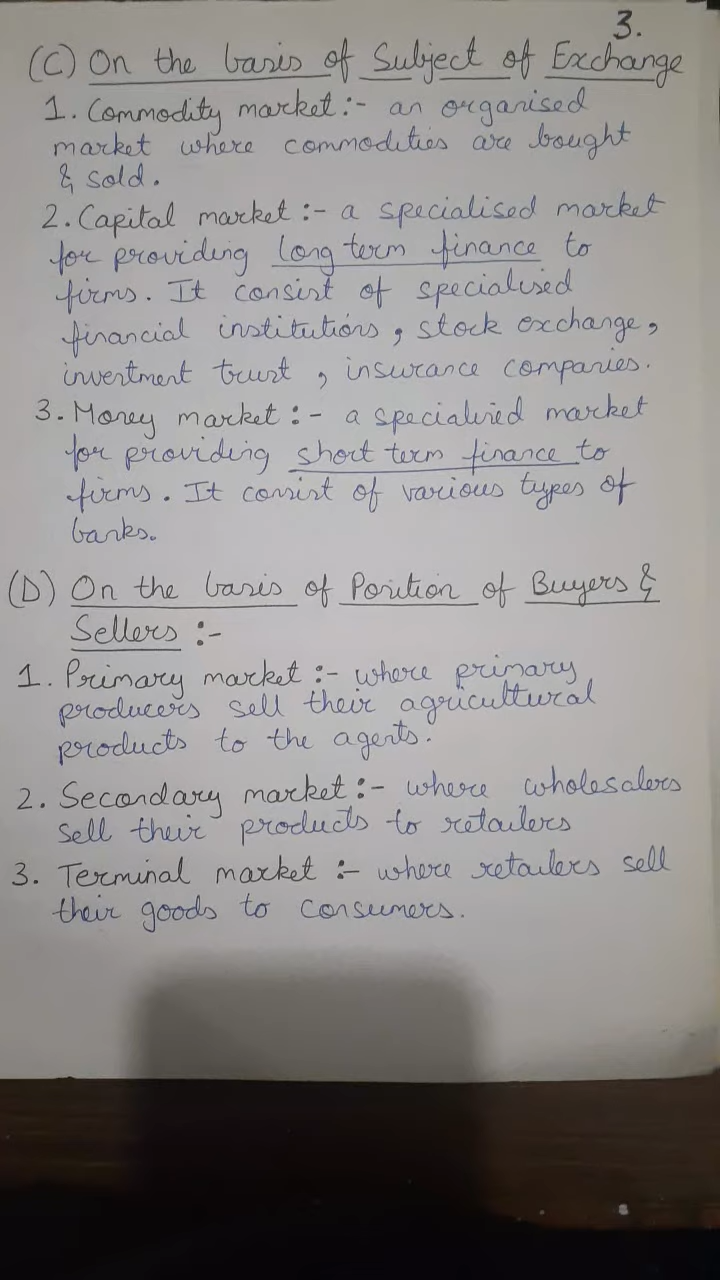 3.
(C) On the basis of Subject of Exchange
1. Commodity market :- an organised
market where commodities are bought
& sold.
2. Capital market :- a specialised market
for providing long term finance to
firms. It consist of specialised
financial institutions, stock exchange,
investment trust, insurance companies.
3. Money market :- a specialised market
for providing short term finance to
firms. It consist of various types of
banks.
(D) On the basis of Position of Buyers &
Sellers :-
1. Primary market :- where primary
producers sell their agricultural
products to the agents.
2. Secondary market :- where wholesalers
sell their products to retailers
3. Terminal market :- where retailers sell
their goods to consumers.